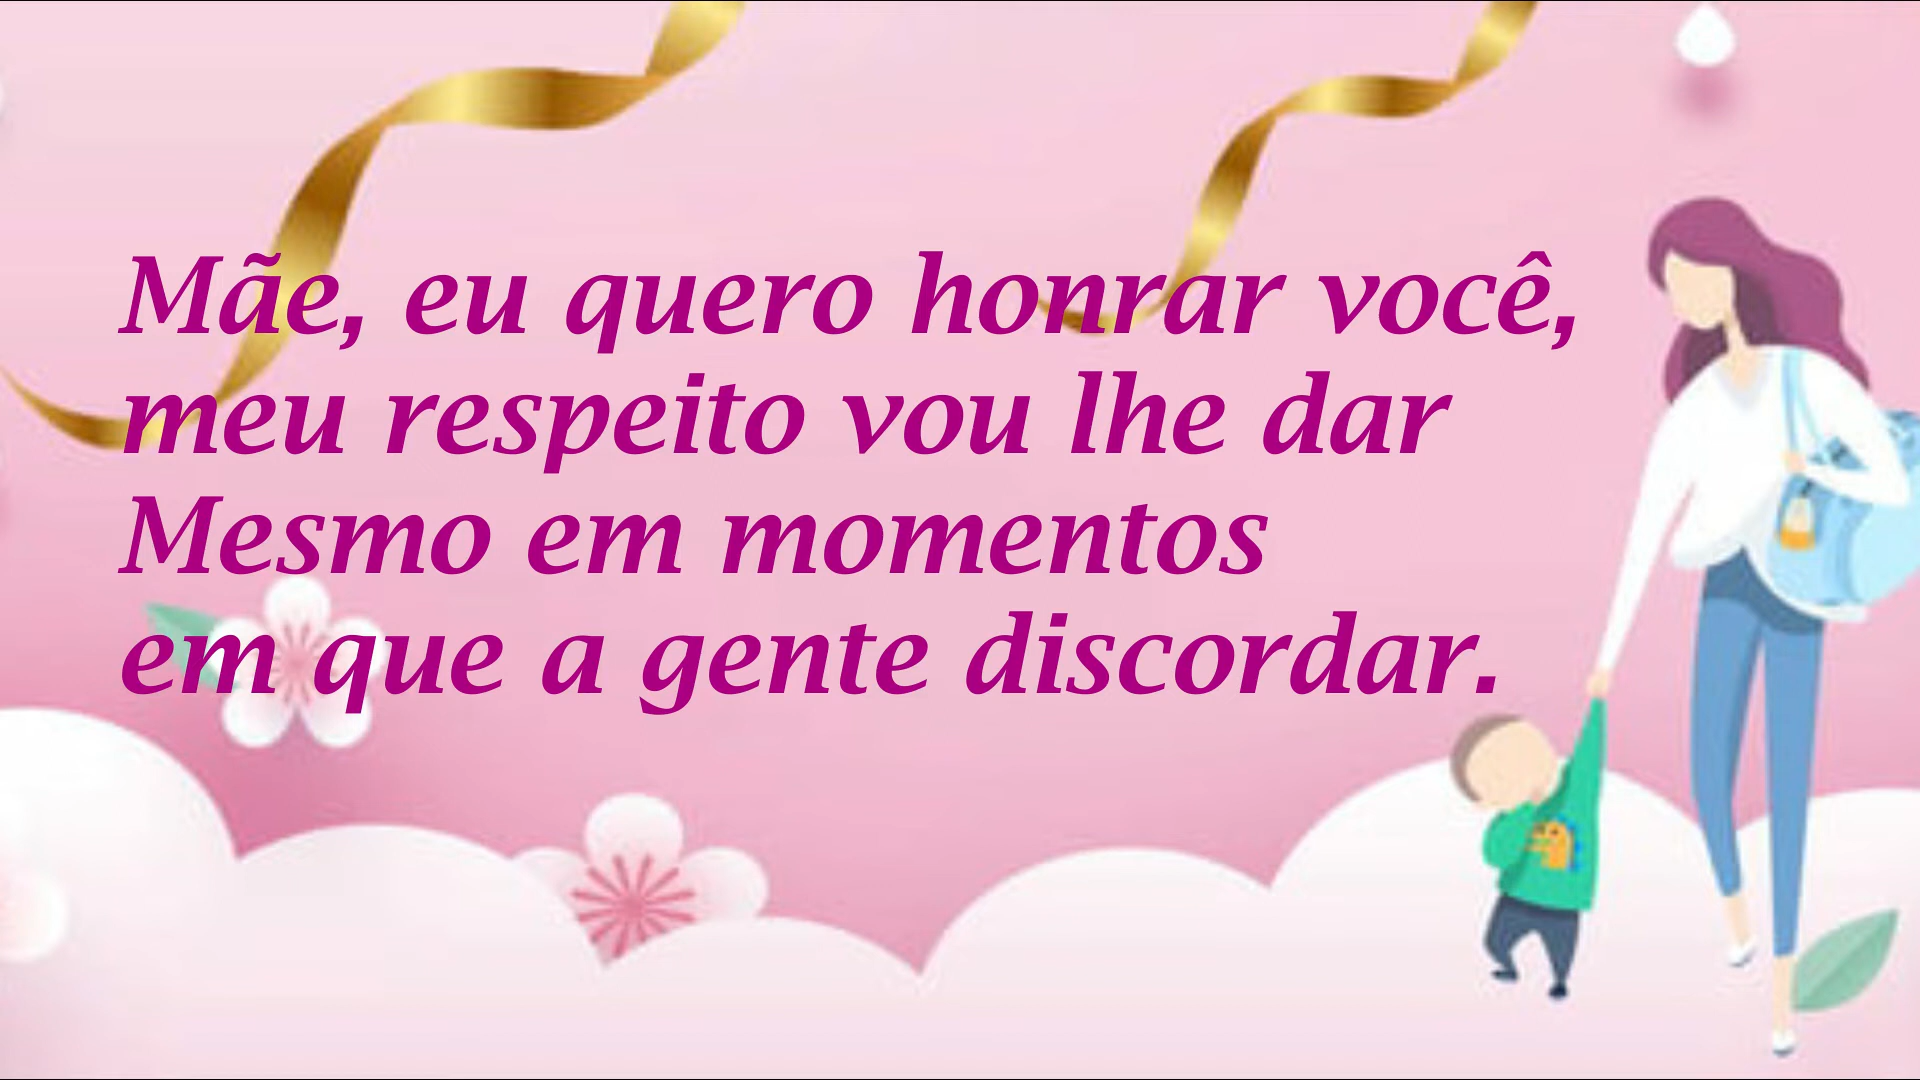 Mãe, eu quero honrar você,
meu respeito vou lhe dar
Mesmo em momentos
em que a gente discordar.